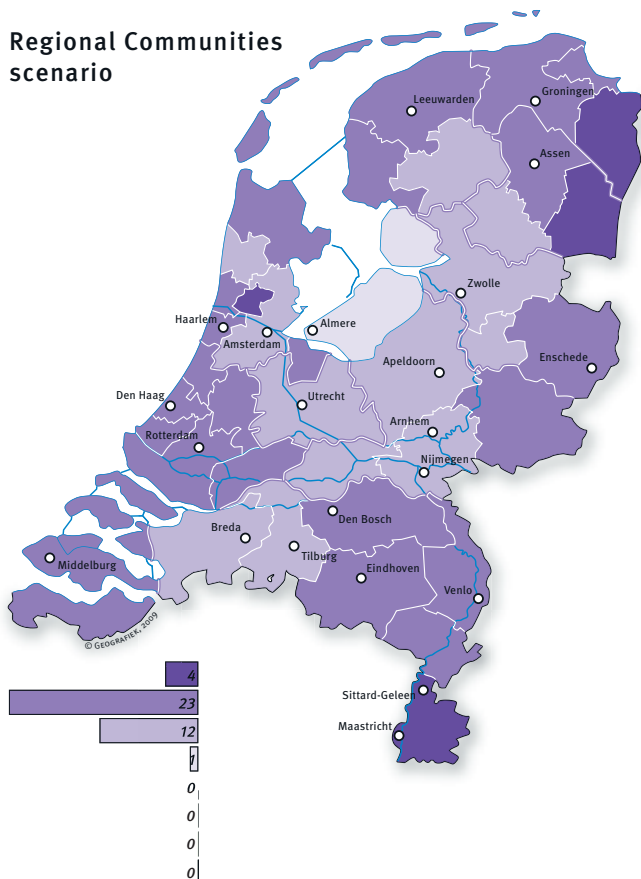 Regional Communities
scenario
Leeuwarden
Groningen
Assen
Zwolle
Haarlem
Almere
Amsterdam
Apeldoorn
Enschede
Den Haag
Utrecht
Arnhem
Rotterdam
Nijmegen
Den Bosch
Breda
Tilburg
Middelburg
Eindhoven
Venlo
© GEOGRAFIEK, 2009
4
Sittard-Geleen
23
12
Maastricht
1
0
0
0
0